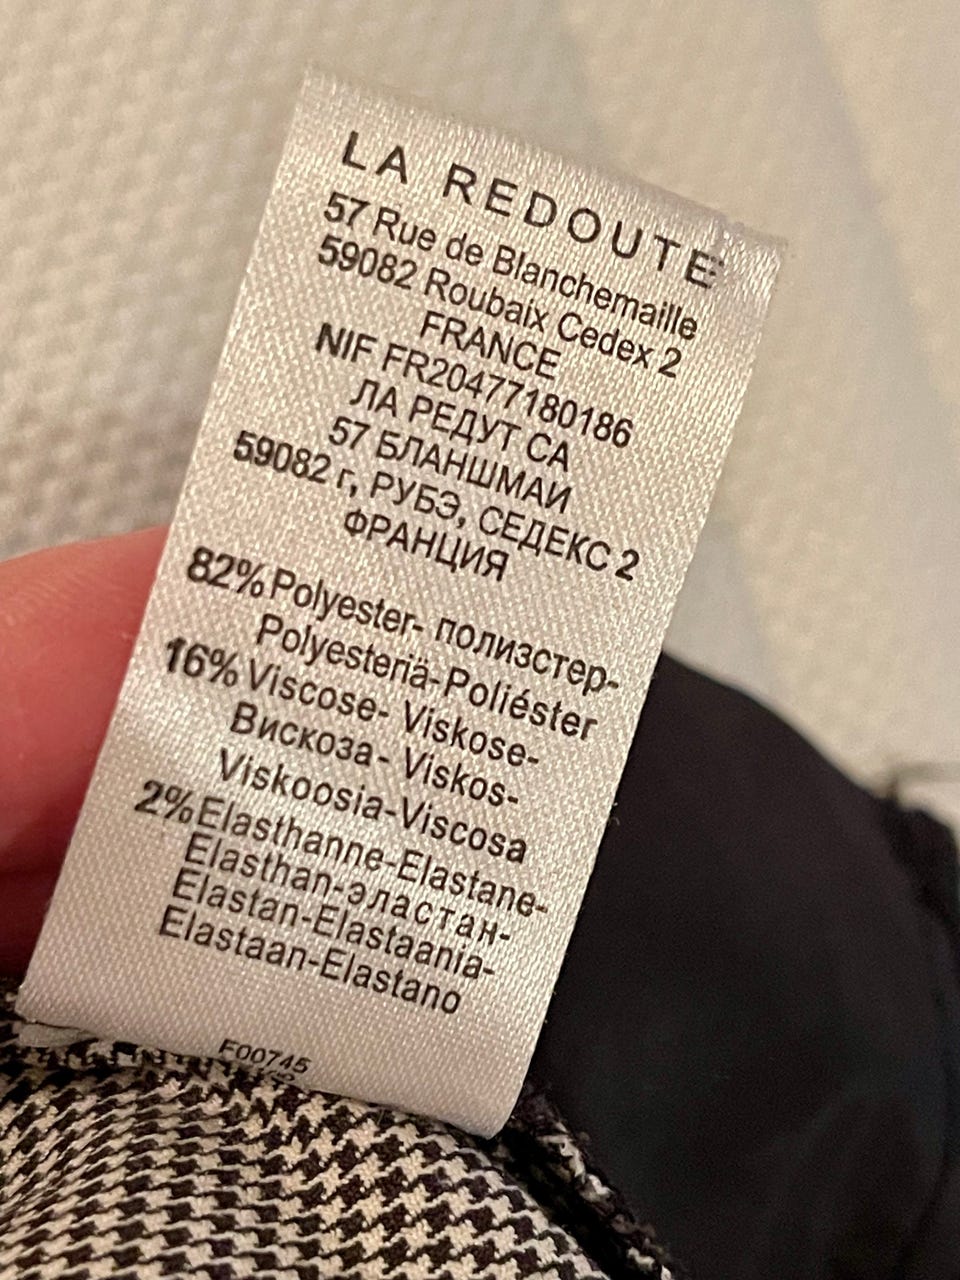 LA REDOUTE
57 Rue de Blanchemaille
59082 Roubaix Cedex 2
FRANCE
NIF FR20477180186
ЛА РЕДУТ СА
57 БЛАНШМАИ
59082 г, РУБЭ, СЕДЕКС 2
ФРАНЦИЯ
82% Polyester- полизстер-
Polyesteriä-Poliéster
16% Viscose- Viskose-
Вискоза- Viskos-
Viskoosia-Viscosa
2% Elasthanne-Elastane-
Elasthan-эластан-
Elastan-Elastaania-
Elastaan-Elastano
F00745